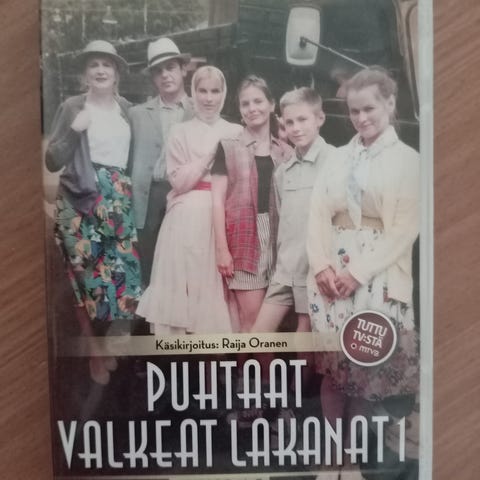 Käsikirjoitus: Raija Oranen
TUTTU
TV:STÄ
MTV3
PUHTAAT
VALKEAT LAKANAT 1